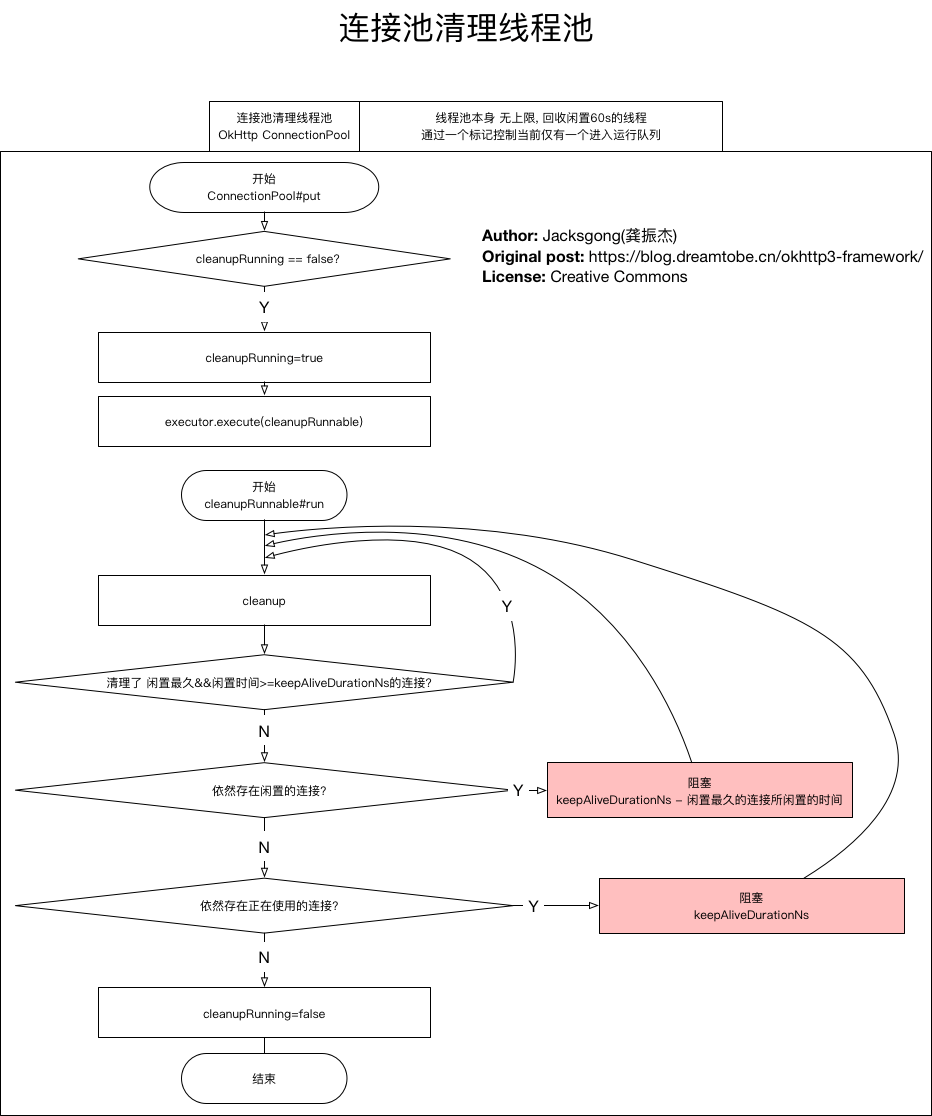 连接池清理线程池
连接池清理线程池
OkHttp ConnectionPool
线程池本身 无上限, 回收闲置60s的线程
通过一个标记控制当前仅有一个进入运行队列
开始
ConnectionPool#put
Author: Jacksgong(龚振杰)
Original post: https://blog.dreamtobe.cn/okhttp3-framework/
License: Creative Commons
cleanupRunning == false?
Y
cleanupRunning=true
executor.execute(cleanupRunnable)
开始
cleanupRunnable#run
cleanup
Y
清理了 闲置最久&&闲置时间>=keepAliveDurationNs的连接?
N
依然存在闲置的连接?
Y
阻塞
keepAliveDurationNs - 闲置最久的连接所闲置的时间
N
依然存在正在使用的连接?
Y
阻塞
keepAliveDurationNs
N
cleanupRunning=false
结束